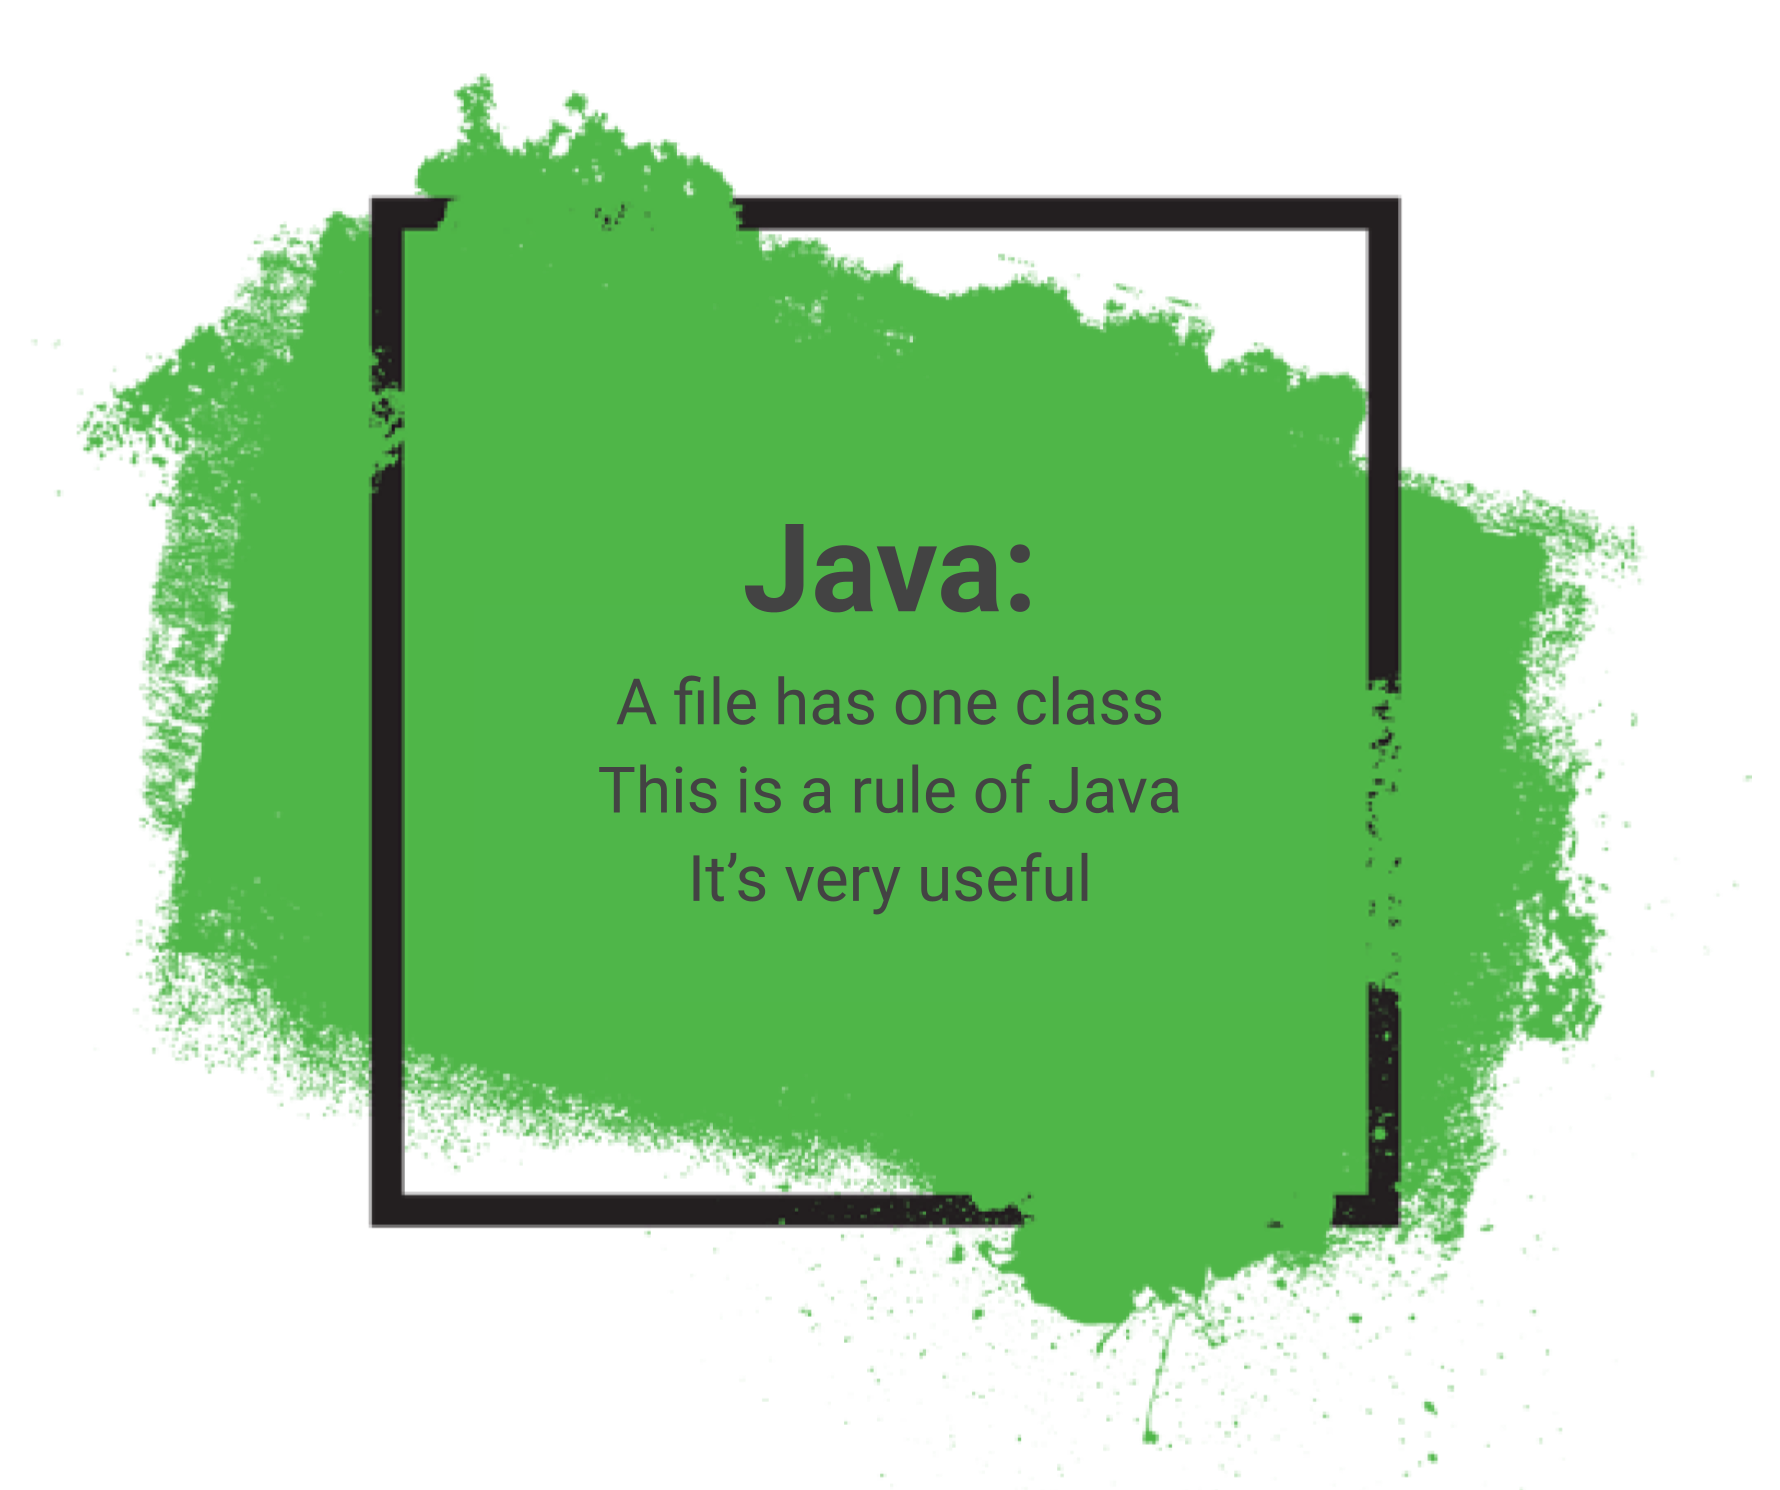 Java:
A file has one class
This is a rule of Java
It’s very useful